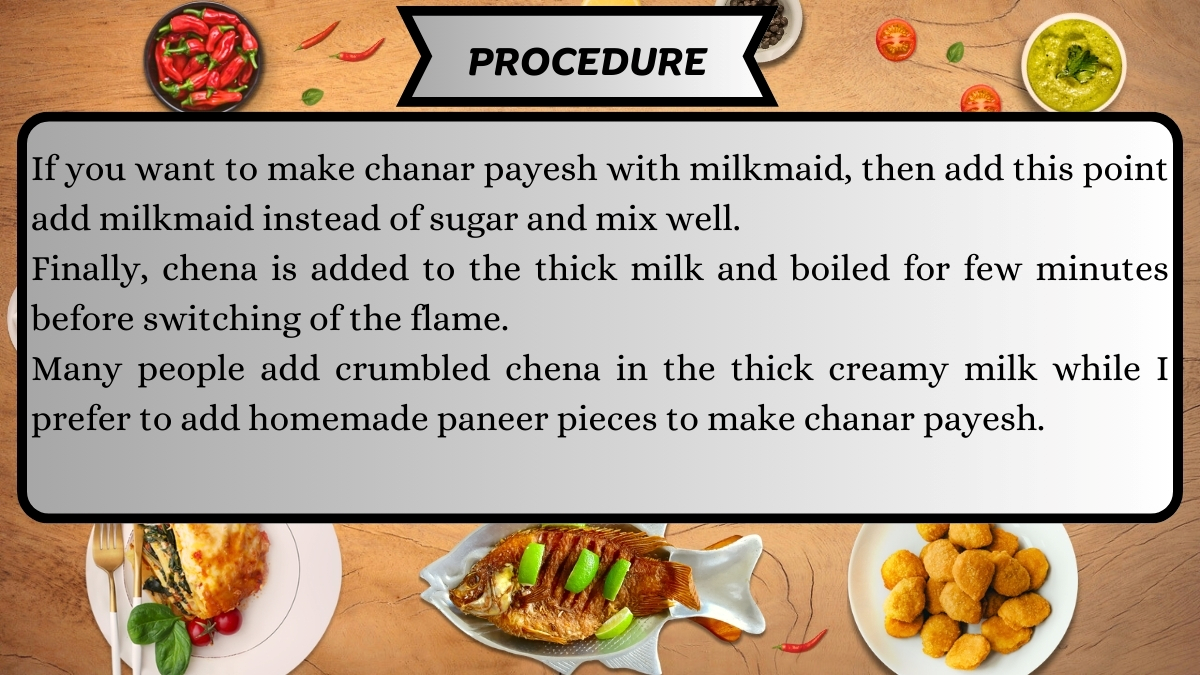 PROCEDURE
If you want to make chanar payesh with milkmaid, then add this point
add milkmaid instead of sugar and mix well.
Finally, chena is added to the thick milk and boiled for few minutes
before switching of the flame.
Many people add crumbled chena in the thick creamy milk while I
prefer to add homemade paneer pieces to make chanar payesh.